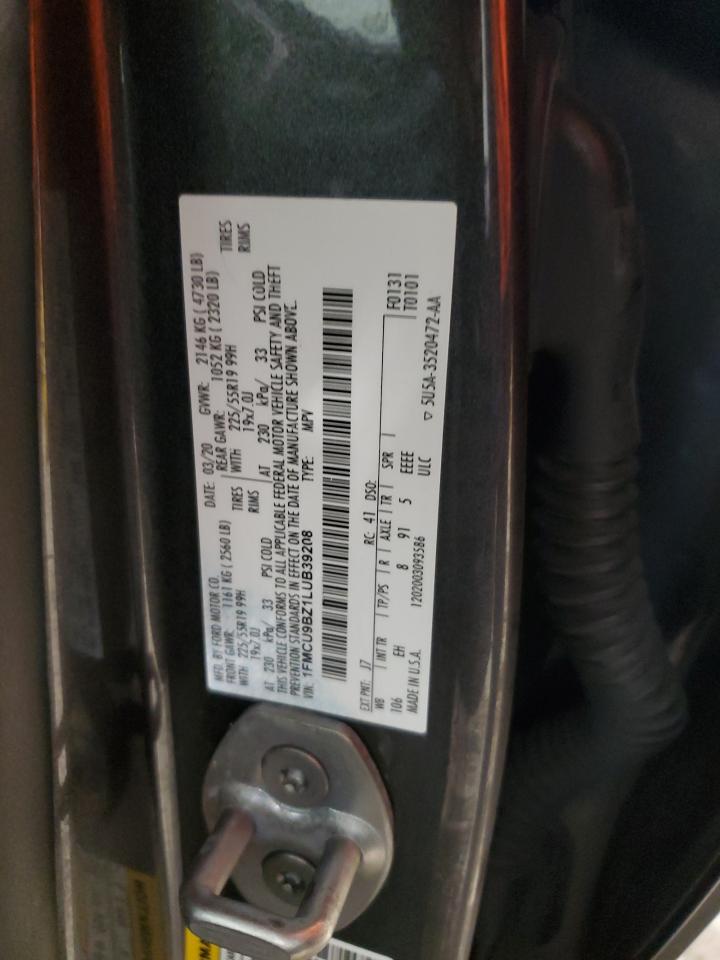 MFD. BY FORD MOTOR CO. DATE: 03/20 GVWR: 2146 KG ( 4730 LB)
FRONT GAWR: 1161 KG ( 2560 LB) REAR GAWR: 1052 KG ( 2320 LB)
WITH 225/55R19 99H TIRES WITH 225/55R19 99H TIRES
19x7.0J RIMS 19x7.0J RIMS
AT 230 kPa/ 33 PSI COLD AT 230 kPa/ 33 PSI COLD
THIS VEHICLE CONFORMS TO ALL APPLICABLE FEDERAL MOTOR VEHICLE SAFETY AND THEFT
PREVENTION STANDARDS IN EFFECT ON THE DATE OF MANUFACTURE SHOWN ABOVE.
VIN: 1FMCU9BZ1LUB39208 TYPE: MPV
EXT PNT: J7 RC: 41 DSO: F0131
WB INT TR TP/PS R AXLE TR SPR T0101
106 EH 8 91 5 EEEE
MADE IN U.S.A. 1202003093586 ULC ▽ 5U5A-3520472-AA